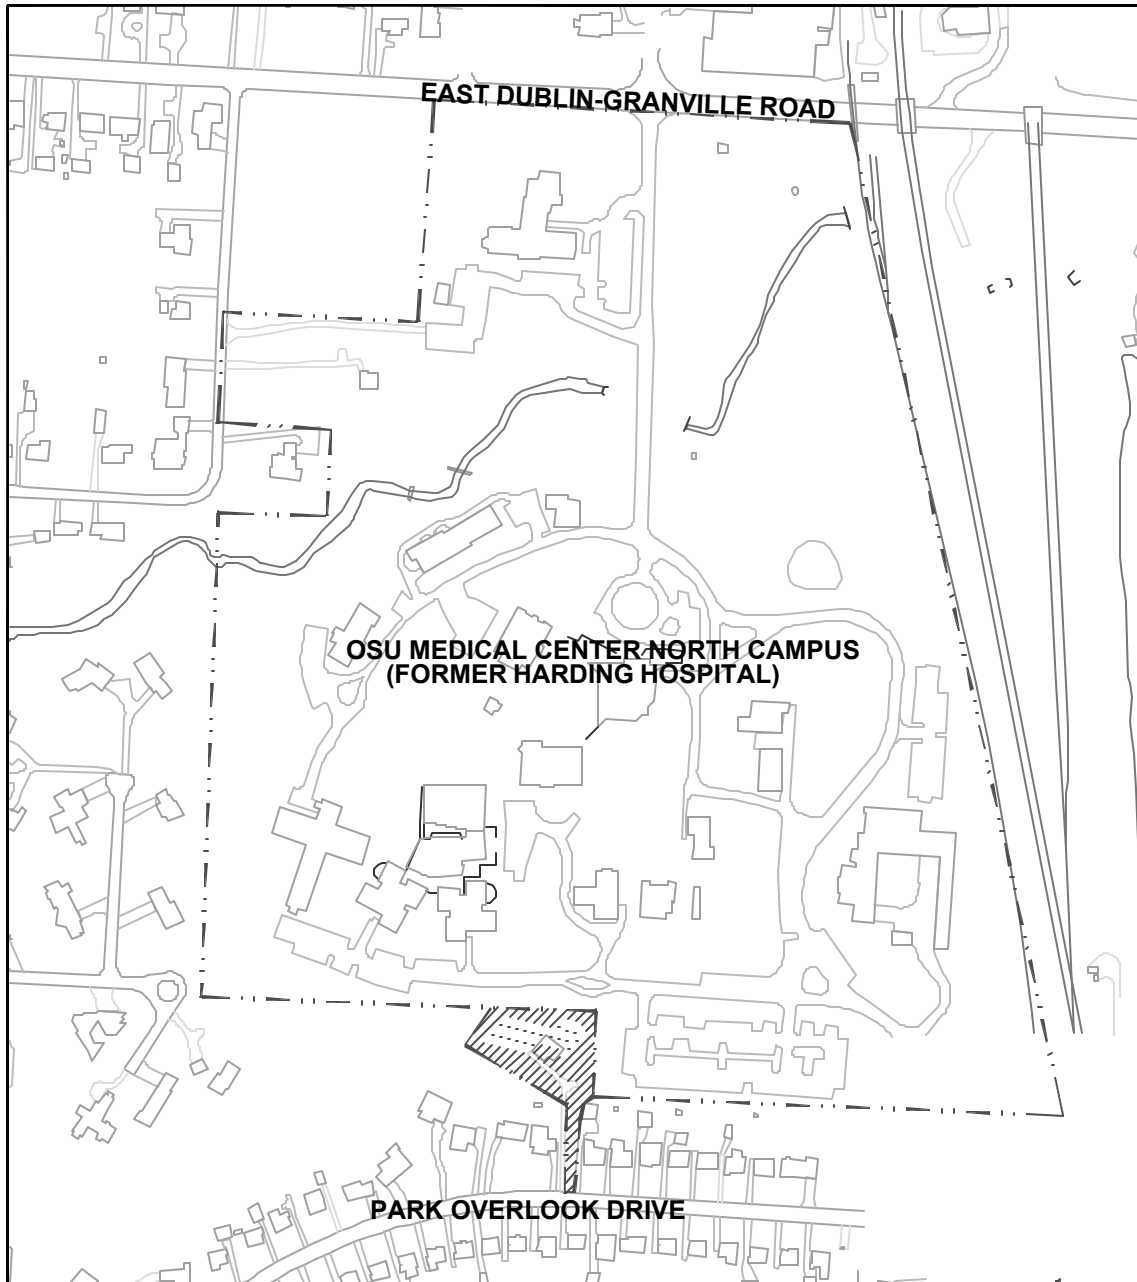 EAST DUBLIN-GRANVILLE ROAD
OSU MEDICAL CENTER NORTH CAMPUS
(FORMER HARDING HOSPITAL)
PARK OVERLOOK DRIVE